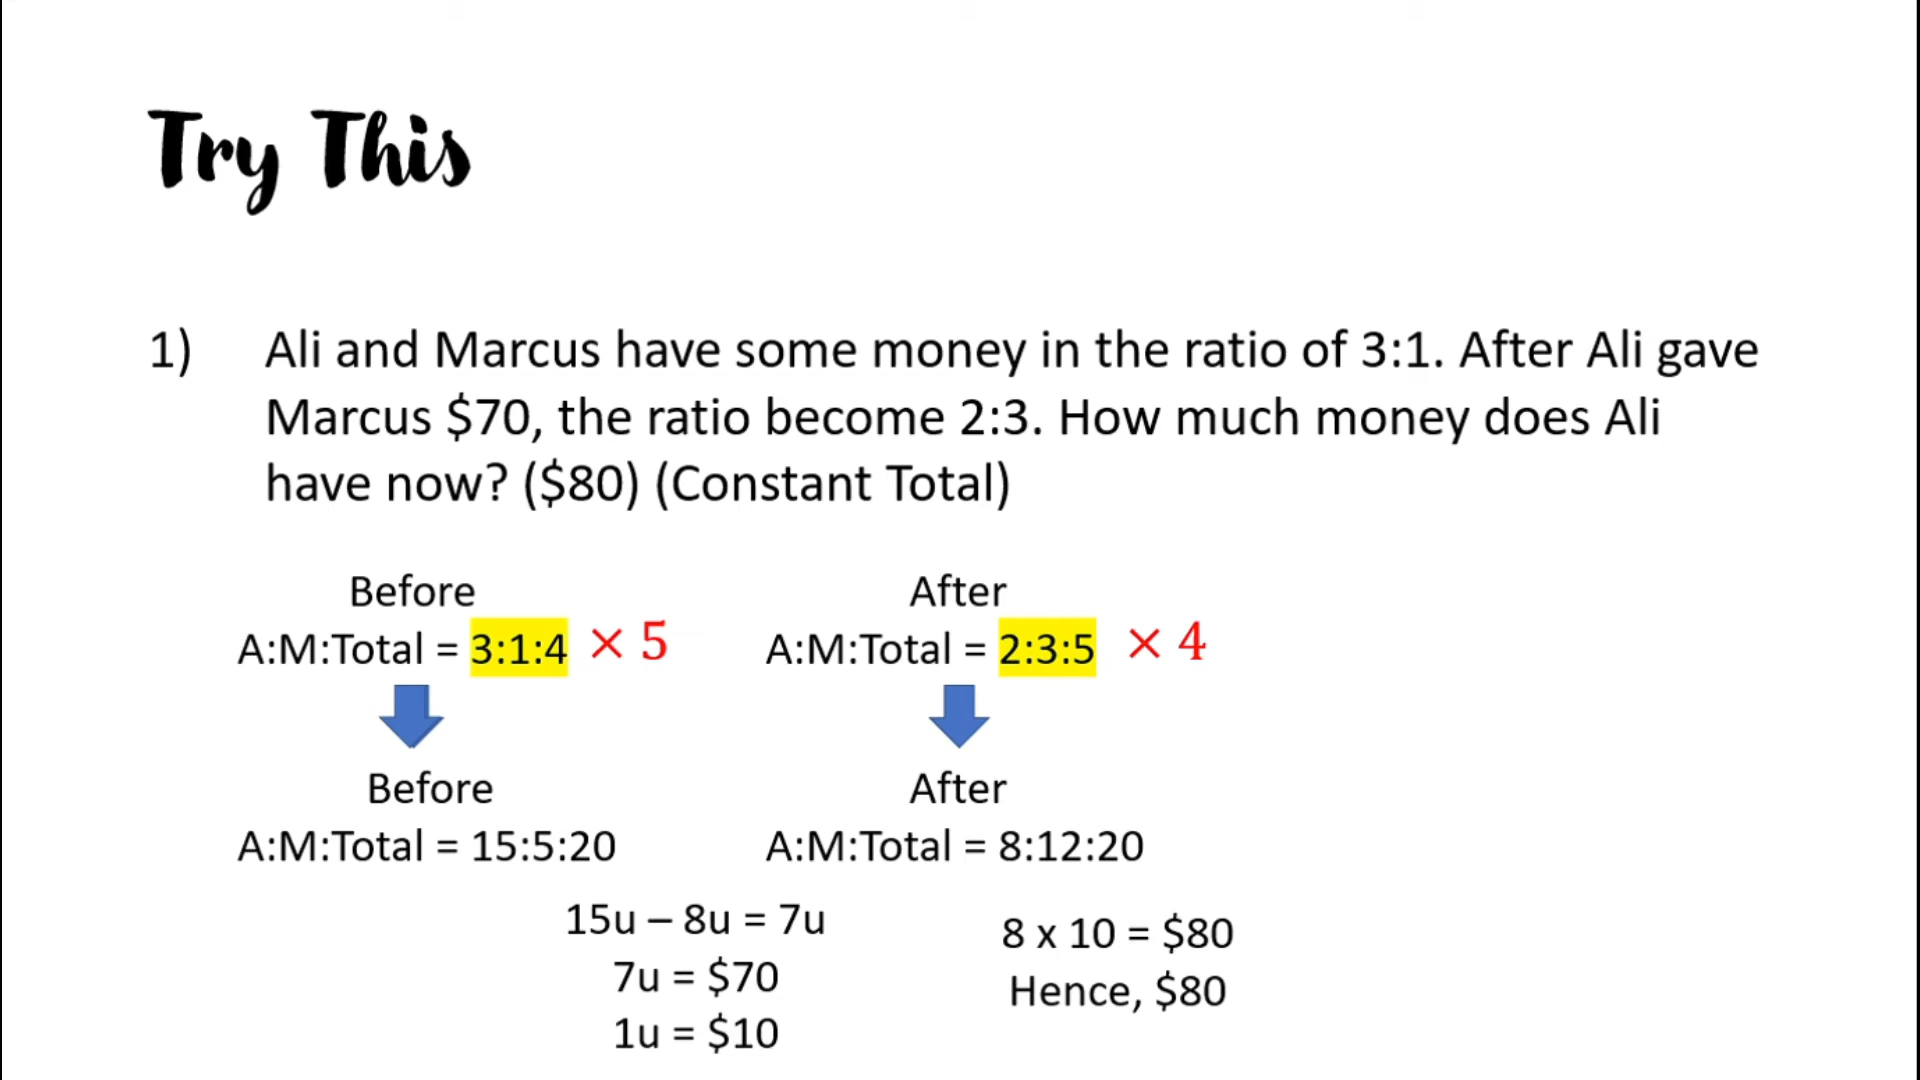 Try This
1) Ali and Marcus have some money in the ratio of 3:1. After Ali gave
Marcus $70, the ratio become 2:3. How much money does Ali
have now? ($80) (Constant Total)
Before
A:M:Total = 3:1:4 × 5
After
A:M:Total = 2:3:5 × 4
Before
A:M:Total = 15:5:20
After
A:M:Total = 8:12:20
15u – 8u = 7u
7u = $70
1u = $10
8 x 10 = $80
Hence, $80